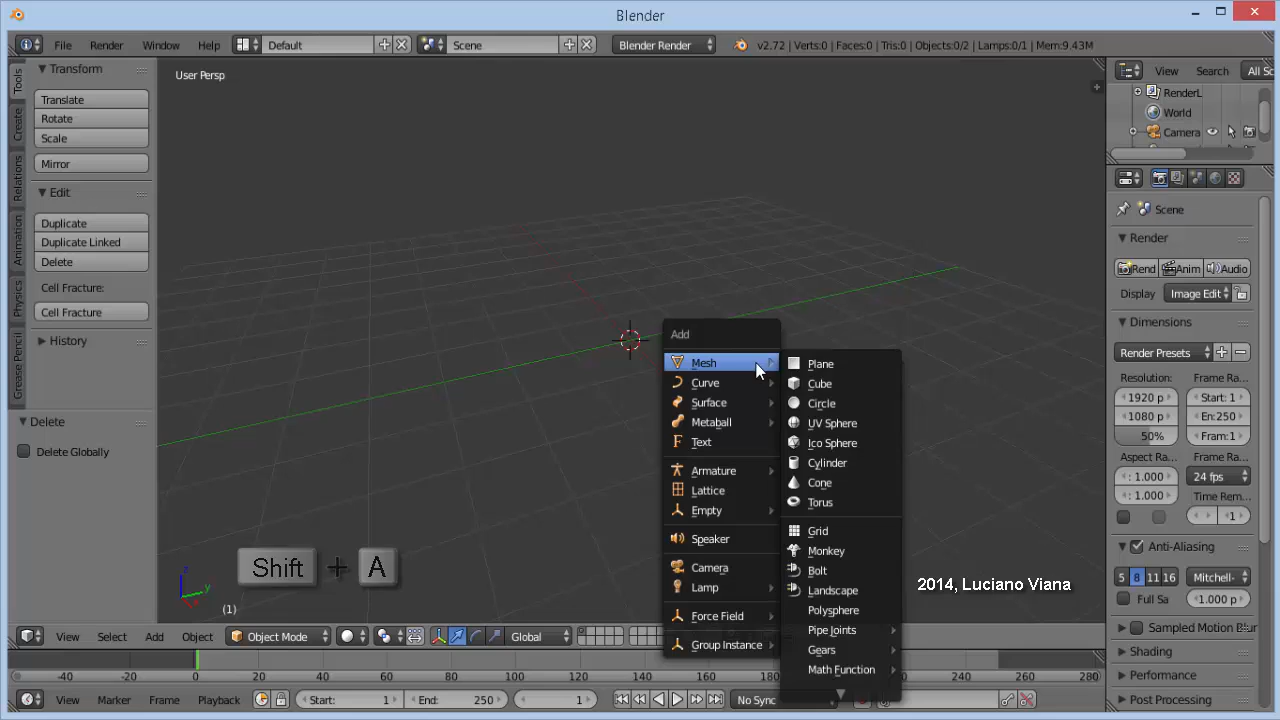 Blender
File Render Window Help Default Scene Blender Render v2.72 | Verts:0 | Faces:0 | Tris:0 | Objects:0/2 | Lamps:0/1 | Mem:9.43M
Tools
Create
Relations
Animation
Physics
Grease Pencil
Transform
Translate
Rotate
Scale
Mirror
Edit
Duplicate
Duplicate Linked
Delete
Cell Fracture:
Cell Fracture
History
Delete
Delete Globally
User Persp
Add
Mesh
Curve
Surface
Metaball
Text
Armature
Lattice
Empty
Speaker
Camera
Lamp
Force Field
Group Instance
Plane
Cube
Circle
UV Sphere
Ico Sphere
Cylinder
Cone
Torus
Grid
Monkey
Bolt
Landscape
Polysphere
Pipe Joints
Gears
Math Function
Shift + A
2014, Luciano Viana
z
y
x
(1)
View Select Add Object Object Mode Global
-40 -20 0 20 40 60 80 100 120 140 160 180 200 220 240 260 280
View Marker Frame Playback Start: 1 End: 250 1 No Sync
View Search All Sc
RenderL
World
Camera
Scene
Render
Rend Anim Audio
Display Image Edit
Dimensions
Render Presets
Resolution: Frame Ra
1920 p Start: 1
1080 p En:250
50% Fram:1
Aspect Ra Frame Ra
: 1.000 24 fps
: 1.000 Time Rem
1
Anti-Aliasing
5 8 11 16 Mitchell-
Full Sa 1.000 p
Sampled Motion Blur
Shading
Performance
Post Processing